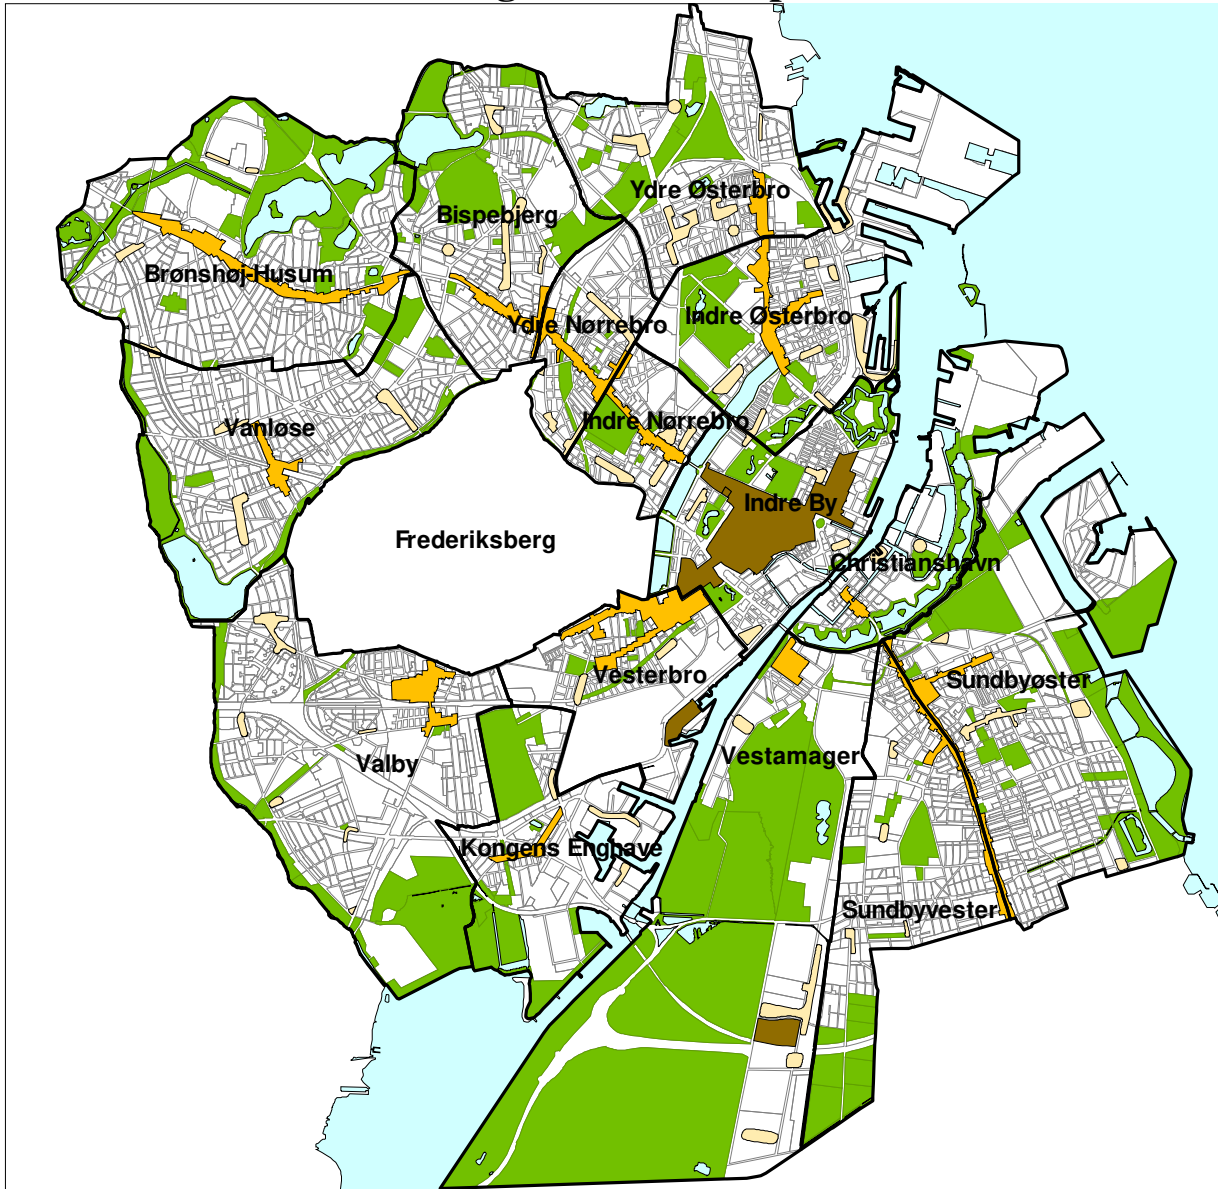 Ydre Østerbro
Bispebjerg
Brønshøj-Husum
Indre Østerbro
Ydre Nørrebro
Indre Nørrebro
Vanløse
Indre By
Frederiksberg
Christianshavn
Vesterbro
Sundbyøster
Vestamager
Valby
Kongens Enghave
Sundbyvester